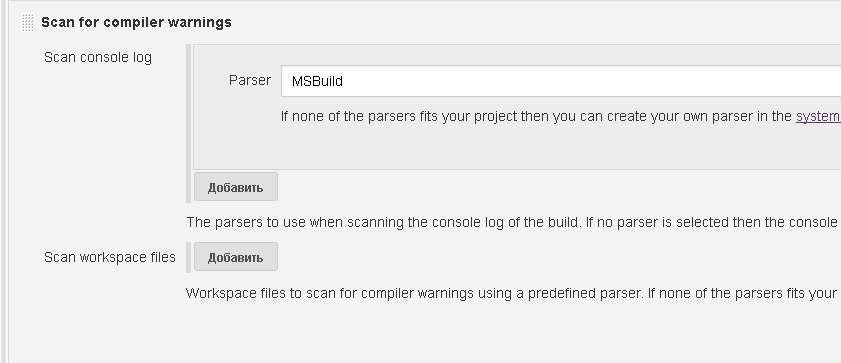 Scan for compiler warnings
Scan console log
Parser MSBuild
If none of the parsers fits your project then you can create your own parser in the system
Добавить
The parsers to use when scanning the console log of the build. If no parser is selected then the console
Scan workspace files Добавить
Workspace files to scan for compiler warnings using a predefined parser. If none of the parsers fits your